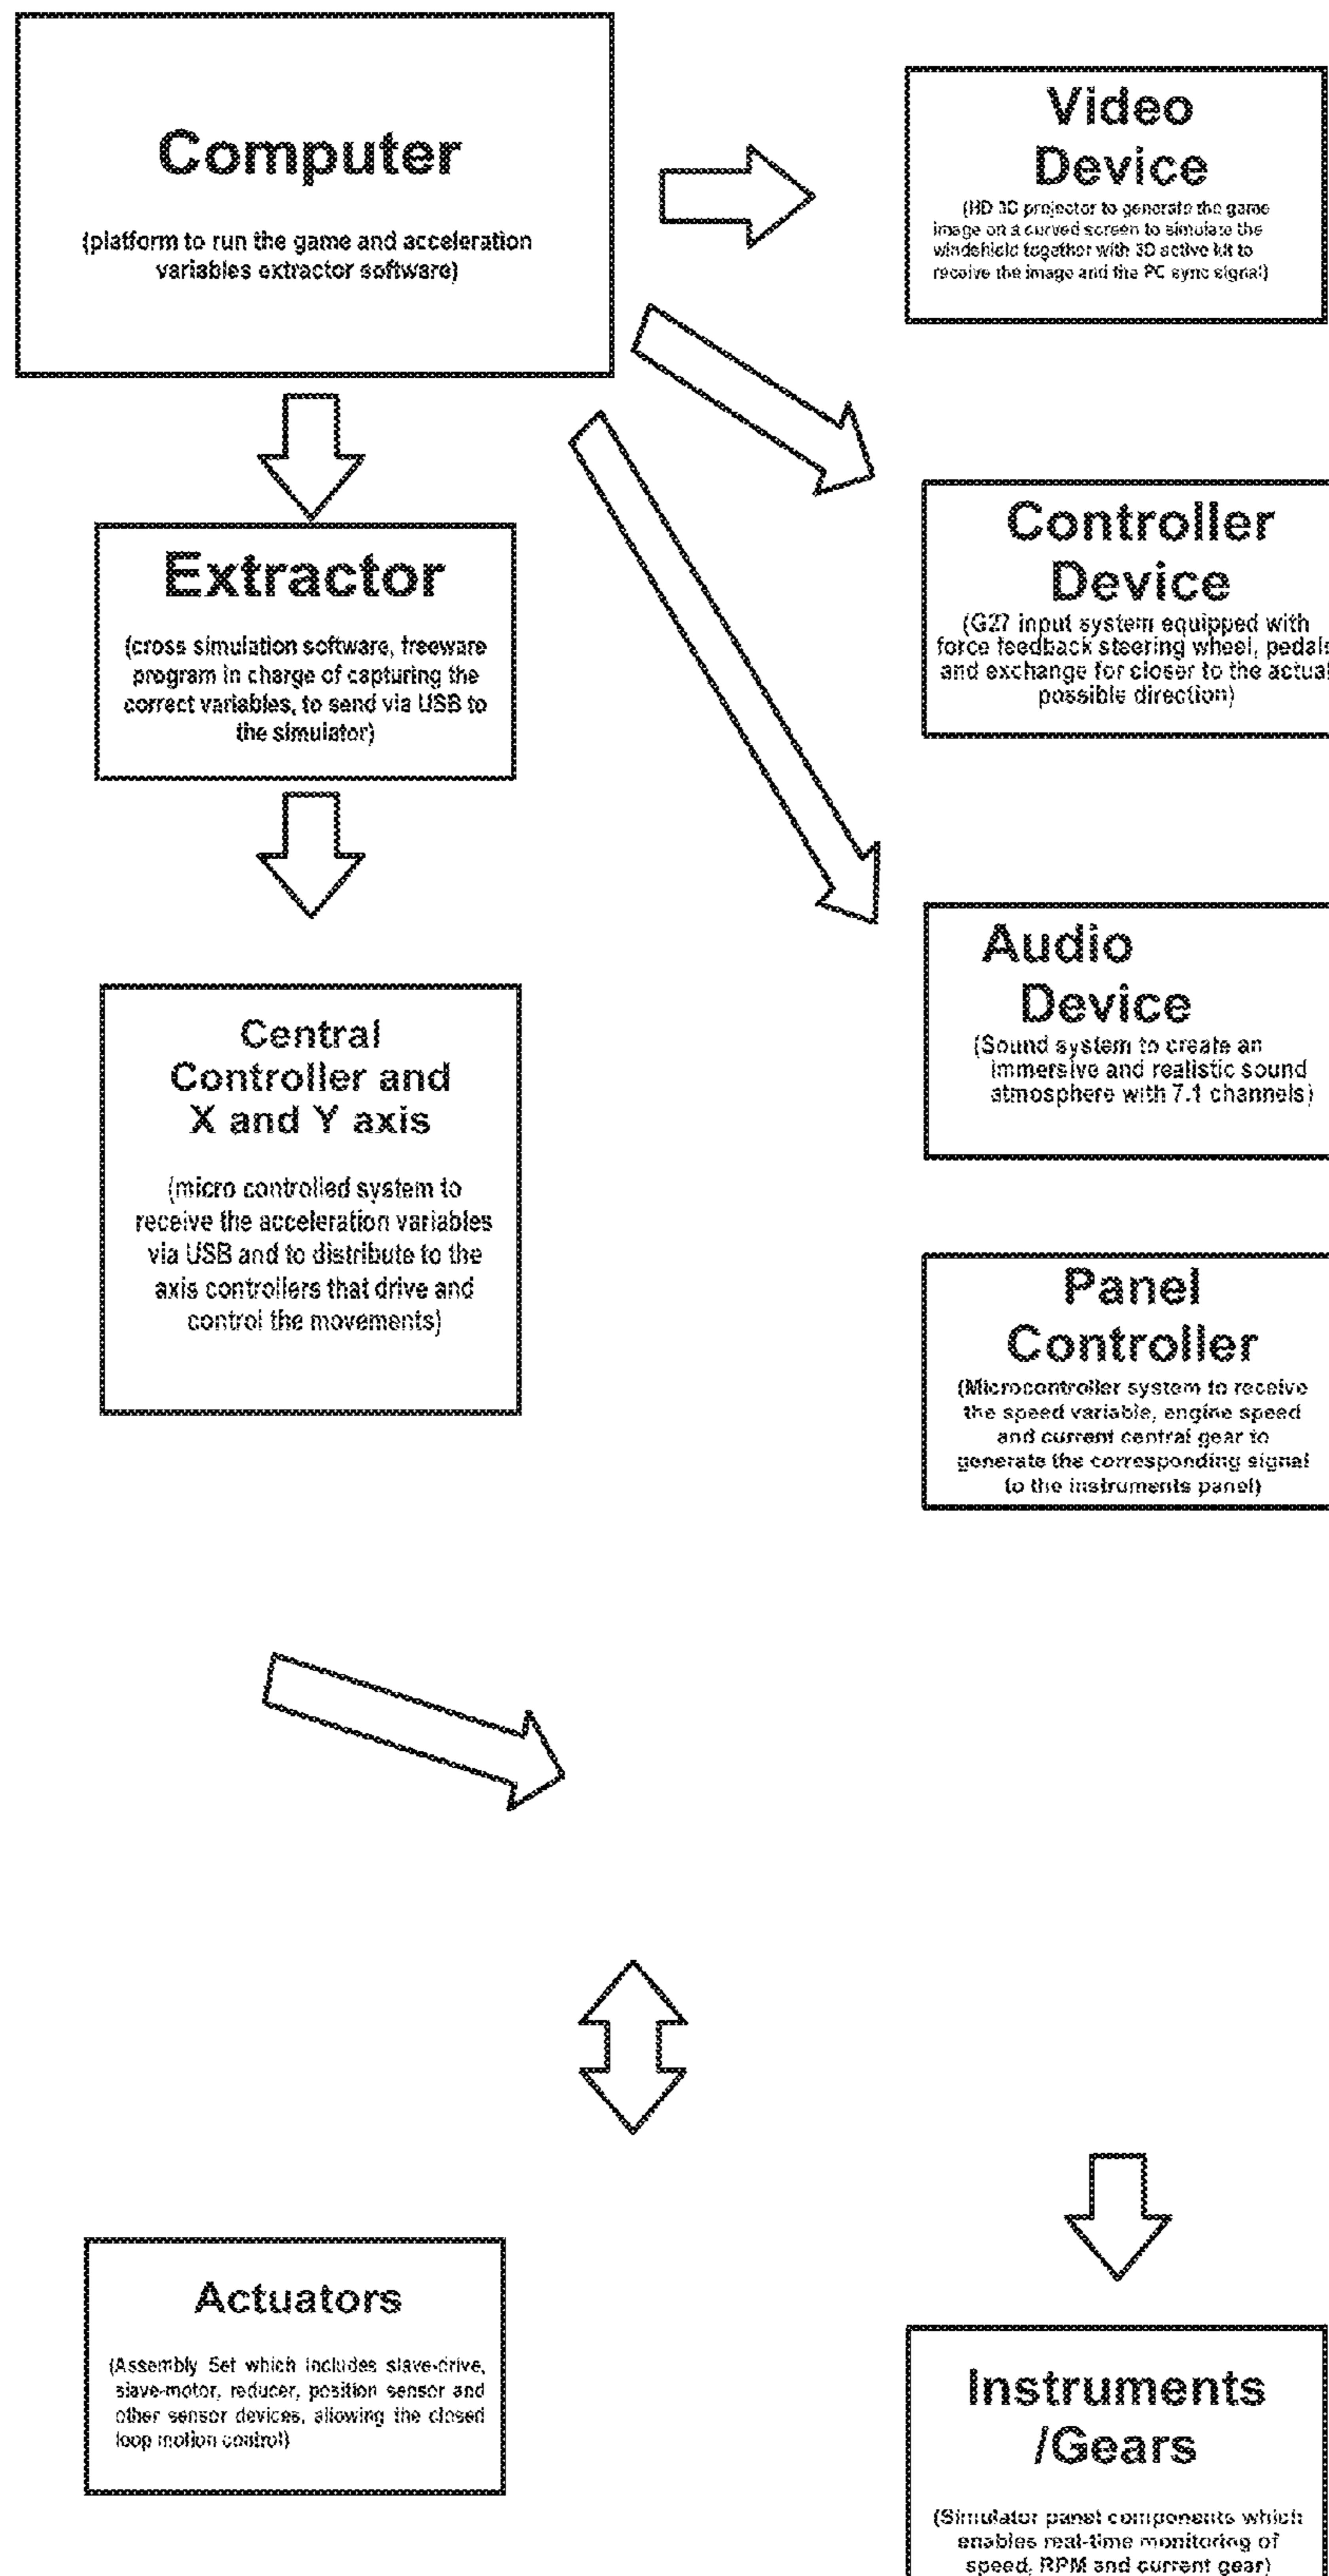 Computer
(platform to run the game and acceleration
variables extractor software)
Video
Device
(HD 3D projector to generate the game
image on a curved screen to simulate the
windshield together with 3D active kit to
receive the image and the PC sync signal)
Extractor
(cross simulation software, freeware
program in charge of capturing the
correct variables, to send via USB to
the simulator)
Controller
Device
(G27 input system equipped with
force feedback steering wheel, pedals
and exchange for closer to the actual
possible direction)
Audio
Device
(Sound system to create an
immersive and realistic sound
atmosphere with 7.1 channels)
Central
Controller and
X and Y axis
(micro controlled system to
receive the acceleration variables
via USB and to distribute to the
axis controllers that drive and
control the movements)
Panel
Controller
(Microcontroller system to receive
the speed variable, engine speed
and current central gear to
generate the corresponding signal
to the instruments panel)
Actuators
(Assembly Set which includes slave-drive,
slave-motor, reducer, position sensor and
other sensor devices, allowing the closed
loop motion control)
Instruments
/Gears
(Simulator panel components which
enables real-time monitoring of
speed, RPM and current gear)